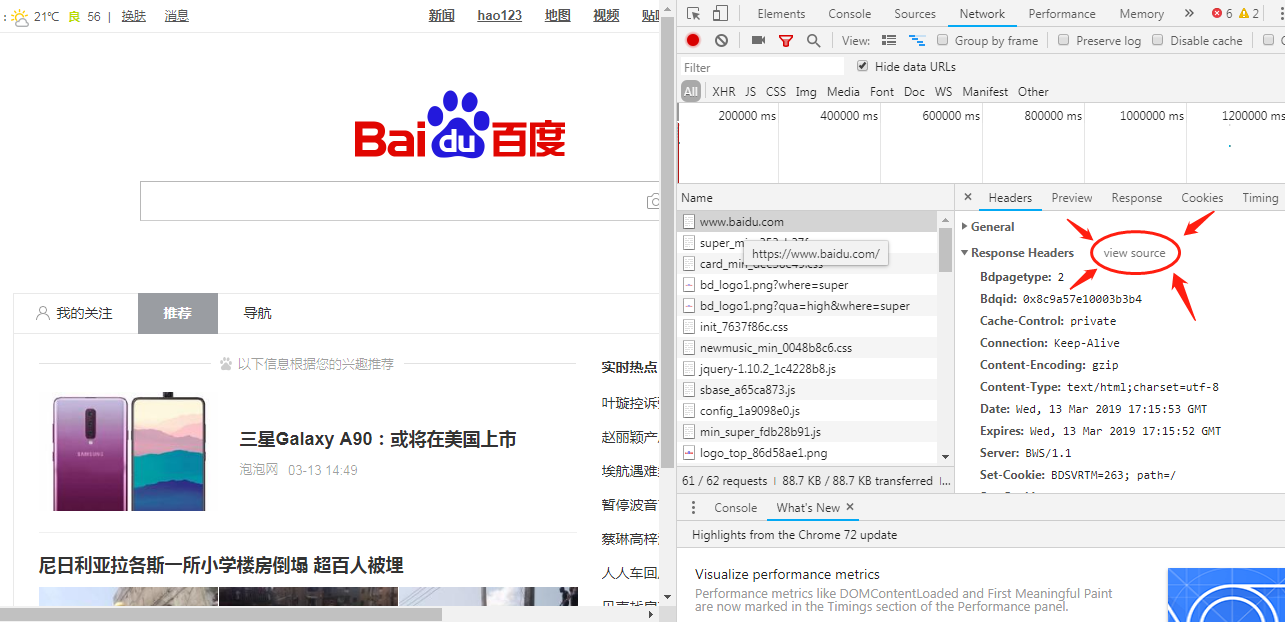 : 21℃ 良 56 | 换肤 消息
新闻 hao123 地图 视频 贴吧
Bai du 百度
我的关注 推荐 导航
以下信息根据您的兴趣推荐
三星Galaxy A90：或将在美国上市
泡泡网 03-13 14:49
尼日利亚拉各斯一所小学楼房倒塌 超百人被埋
实时热点
叶璇控诉
赵丽颖产
埃航遇难
暂停波音
蔡琳高梓
人人车回
Elements Console Sources Network Performance Memory » 6 2
View: Group by frame Preserve log Disable cache
Filter Hide data URLs
All XHR JS CSS Img Media Font Doc WS Manifest Other
200000 ms 400000 ms 600000 ms 800000 ms 1000000 ms 1200000 ms
Name
www.baidu.com
super_mi
https://www.baidu.com/
card_min
bd_logo1.png?where=super
bd_logo1.png?qua=high&where=super
init_7637f86c.css
newmusic_min_0048b8c6.css
jquery-1.10.2_1c4228b8.js
sbase_a65ca873.js
config_1a9098e0.js
min_super_fdb28b91.js
logo_top_86d58ae1.png
61 / 62 requests | 88.7 KB / 88.7 KB transferred |...
× Headers Preview Response Cookies Timing
General
Response Headers view source
Bdpagetype: 2
Bdqid: 0x8c9a57e10003b3b4
Cache-Control: private
Connection: Keep-Alive
Content-Encoding: gzip
Content-Type: text/html;charset=utf-8
Date: Wed, 13 Mar 2019 17:15:53 GMT
Expires: Wed, 13 Mar 2019 17:15:52 GMT
Server: BWS/1.1
Set-Cookie: BDSVRTM=263; path=/
Console What's New ×
Highlights from the Chrome 72 update
Visualize performance metrics
Performance metrics like DOMContentLoaded and First Meaningful Paint
are now marked in the Timings section of the Performance panel.